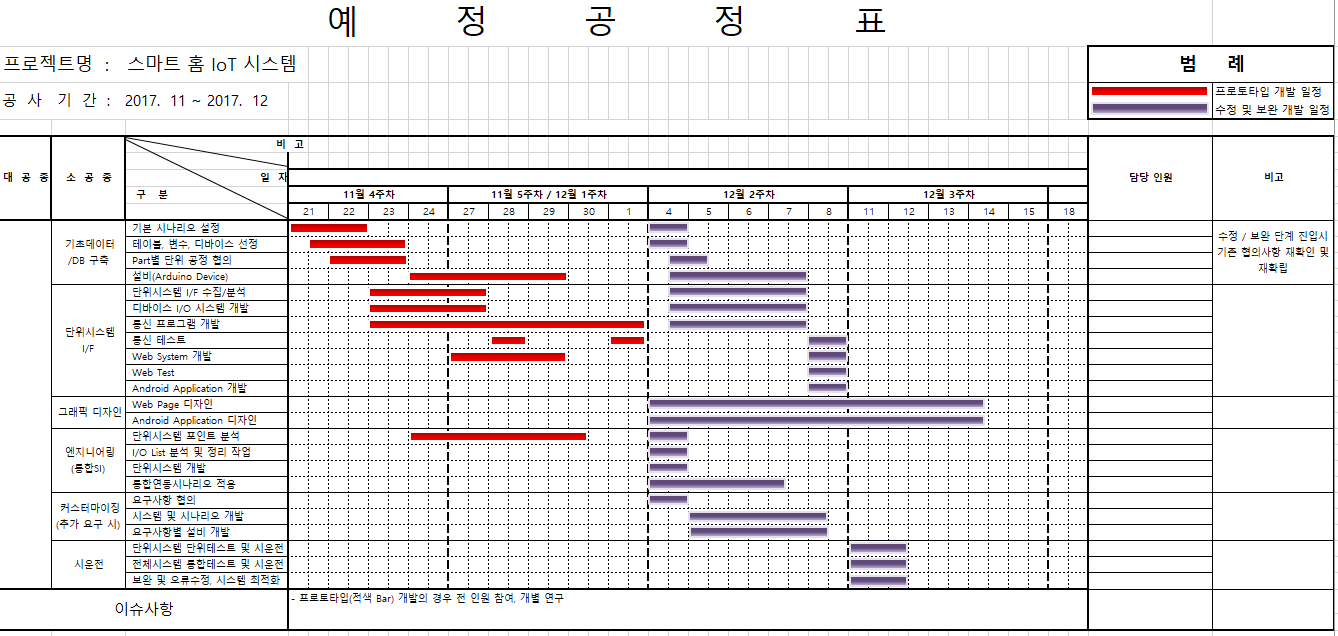 예 정 공 정 표
프로젝트명 : 스마트 홈 IoT 시스템
공 사 기 간 : 2017. 11 ~ 2017. 12
범 례
프로토타입 개발 일정
수정 및 보완 개발 일정
대 공 종
소 공 종
비 고
일 자
구 분
담당 인원
비고
11월 4주차
11월 5주차 / 12월 1주차
12월 2주차
12월 3주차
21 22 23 24 27 28 29 30 1 4 5 6 7 8 11 12 13 14 15 18
기초데이터
/DB 구축
기본 시나리오 설정
테이블, 변수, 디바이스 선정
Part별 단위 공정 협의
설비(Arduino Device)
수정 / 보완 단계 진입시
기존 협의사항 재확인 및
재확립
단위시스템
I/F
단위시스템 I/F 수집/분석
디바이스 I/O 시스템 개발
통신 프로그램 개발
통신 테스트
Web System 개발
Web Test
Android Application 개발
그래픽 디자인
Web Page 디자인
Android Application 디자인
엔지니어링
(통합SI)
단위시스템 포인트 분석
I/O List 분석 및 정리 작업
단위시스템 개발
통합연동시나리오 적용
커스터마이징
(추가 요구 시)
요구사항 협의
시스템 및 시나리오 개발
요구사항별 설비 개발
시운전
단위시스템 단위테스트 및 시운전
전체시스템 통합테스트 및 시운전
보완 및 오류수정, 시스템 최적화
이슈사항
- 프로토타입(적색 Bar) 개발의 경우 전 인원 참여, 개별 연구